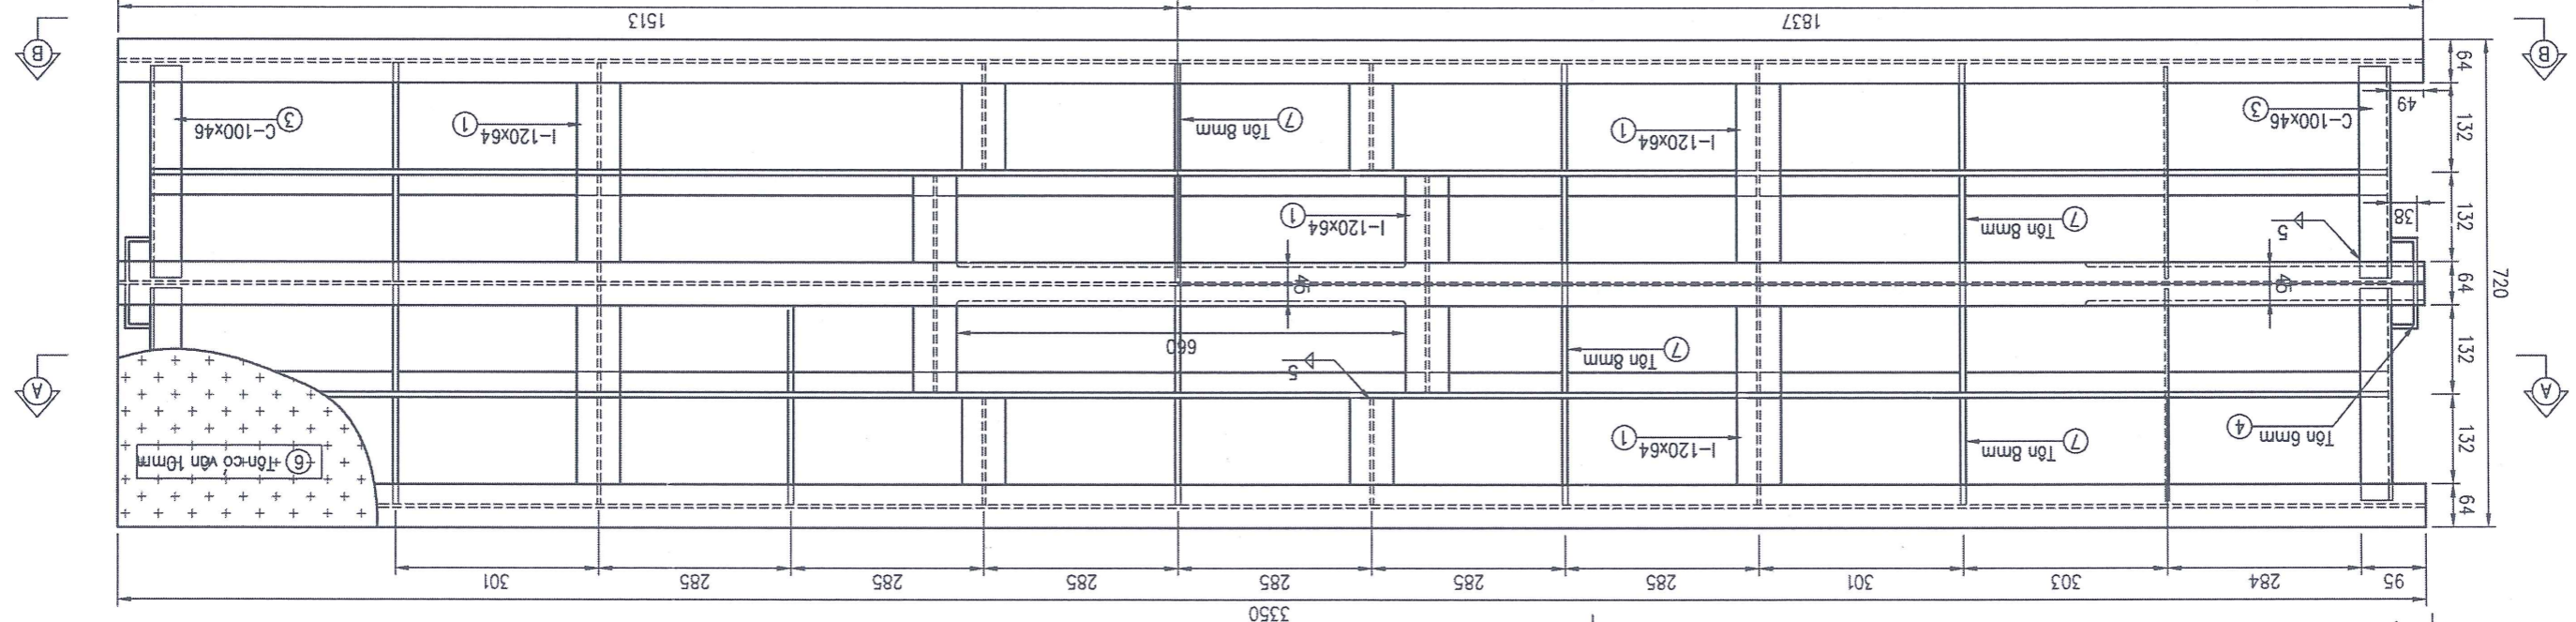 1513
1837
B
B
64
3
C-100x46
1
I-120x64
7
Tôn 8mm
1
I-120x64
3
C-100x46
49
132
1
I-120x64
7
Tôn 8mm
5
38
132
45
45
64
720
660
5
7
Tôn 8mm
132
A
A
6
Tôn có vân 10mm
1
I-120x64
7
Tôn 8mm
4
Tôn 6mm
132
64
301
285
285
285
285
285
285
301
303
284
95
3350